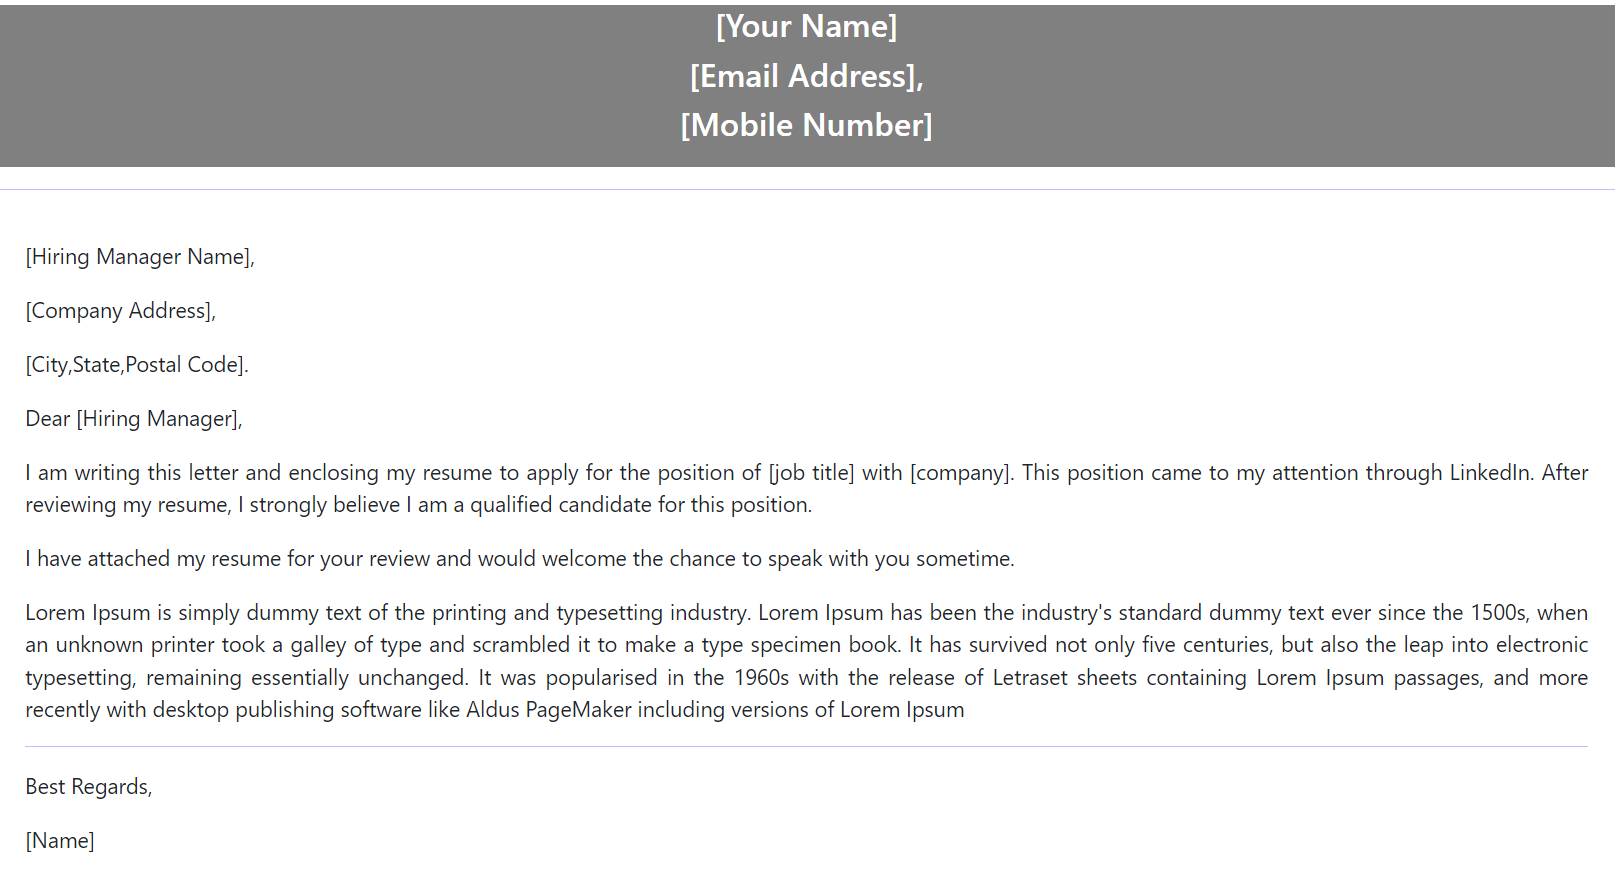 [Your Name]
[Email Address],
[Mobile Number]
[Hiring Manager Name],
[Company Address],
[City,State,Postal Code].
Dear [Hiring Manager],
I am writing this letter and enclosing my resume to apply for the position of [job title] with [company]. This position came to my attention through LinkedIn. After
reviewing my resume, I strongly believe I am a qualified candidate for this position.
I have attached my resume for your review and would welcome the chance to speak with you sometime.
Lorem Ipsum is simply dummy text of the printing and typesetting industry. Lorem Ipsum has been the industry's standard dummy text ever since the 1500s, when
an unknown printer took a galley of type and scrambled it to make a type specimen book. It has survived not only five centuries, but also the leap into electronic
typesetting, remaining essentially unchanged. It was popularised in the 1960s with the release of Letraset sheets containing Lorem Ipsum passages, and more
recently with desktop publishing software like Aldus PageMaker including versions of Lorem Ipsum
Best Regards,
[Name]